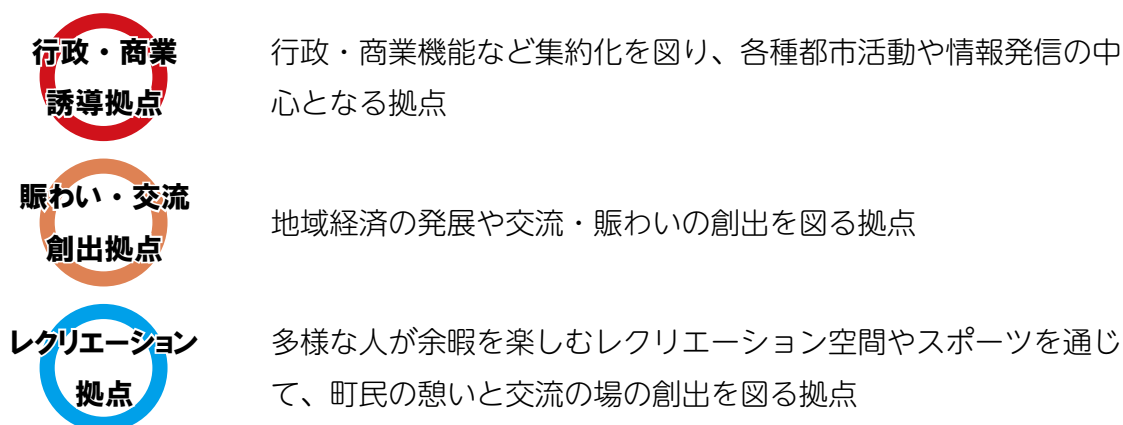 行政・商業
誘導拠点
行政・商業機能など集約化を図り、各種都市活動や情報発信の中
心となる拠点
賑わい・交流
創出拠点
地域経済の発展や交流・賑わいの創出を図る拠点
レクリエーション
拠点
多様な人が余暇を楽しむレクリエーション空間やスポーツを通じ
て、町民の憩いと交流の場の創出を図る拠点